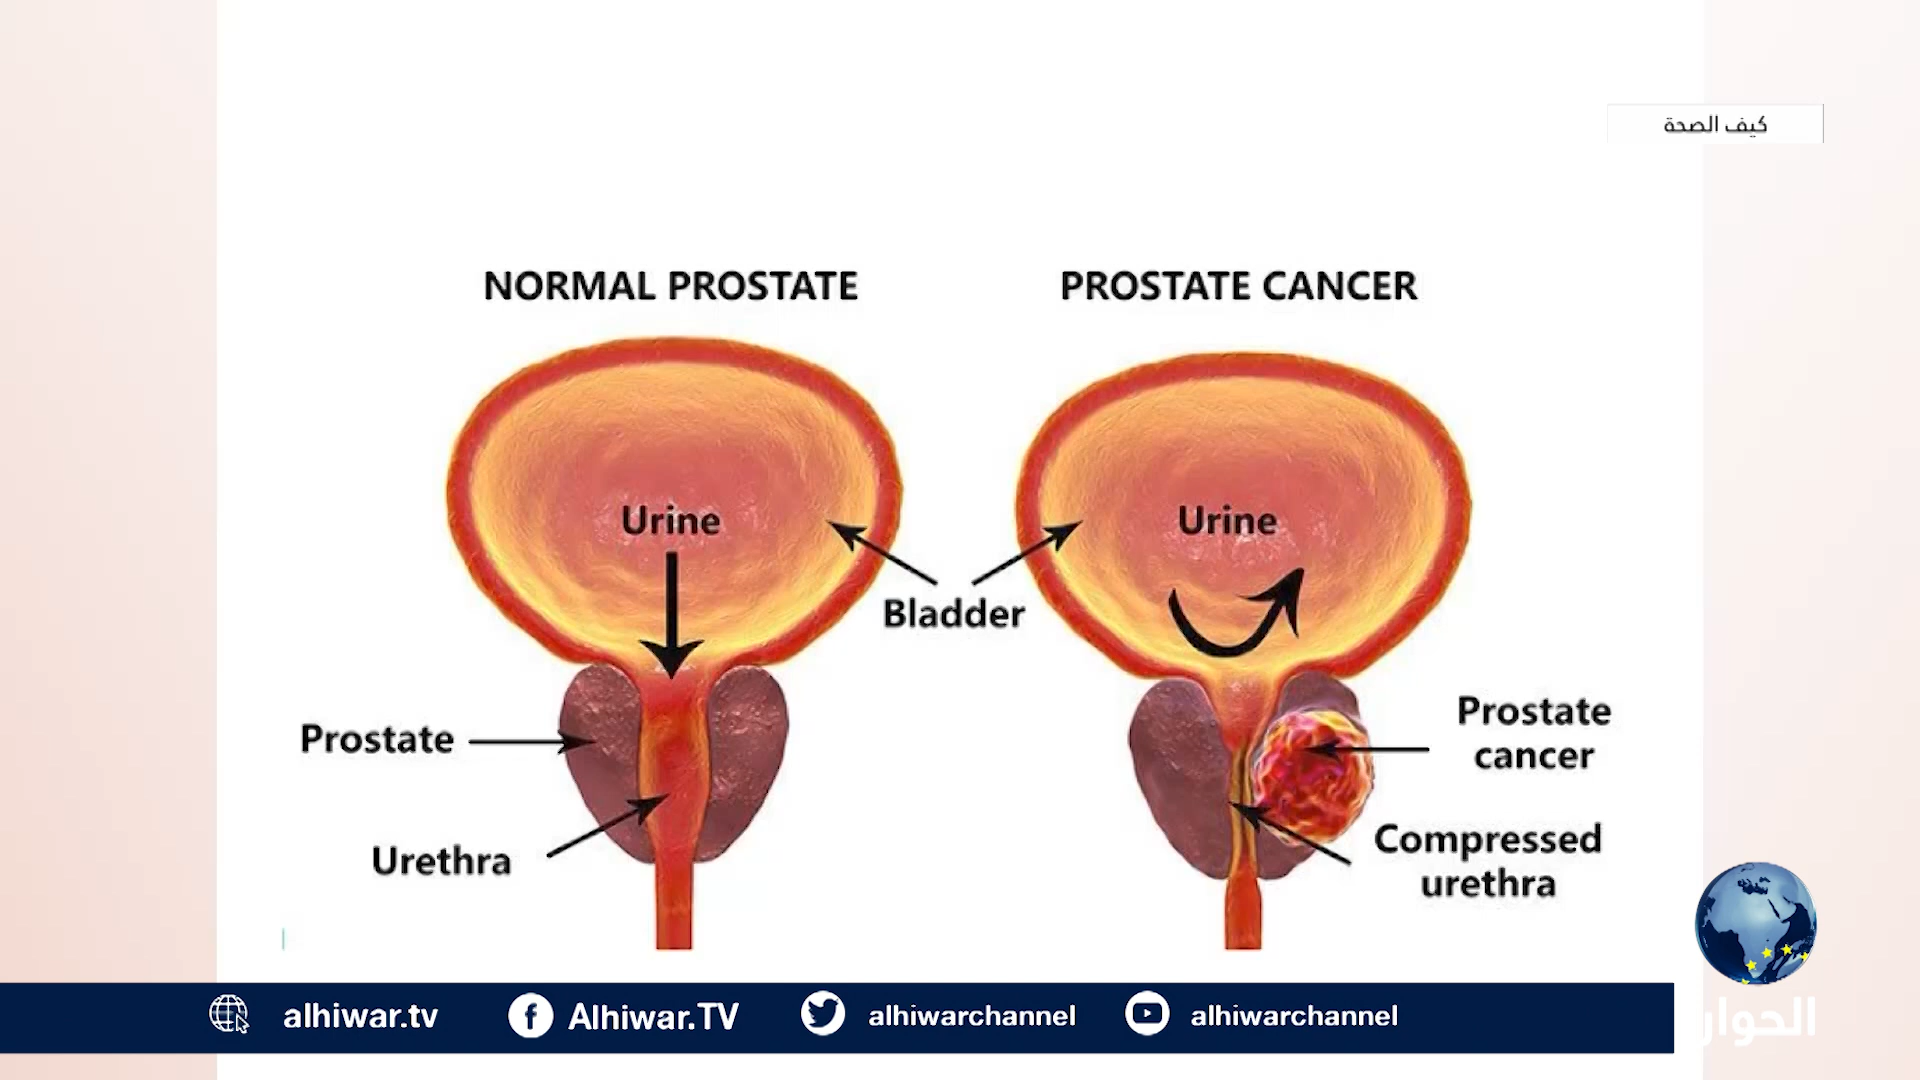 كيف الصحة
NORMAL PROSTATE
PROSTATE CANCER
Urine
Urine
Bladder
Prostate
Urethra
Prostate
cancer
Compressed
urethra
alhiwar.tv
Alhiwar.TV
alhiwarchannel
alhiwarchannel
الحوار